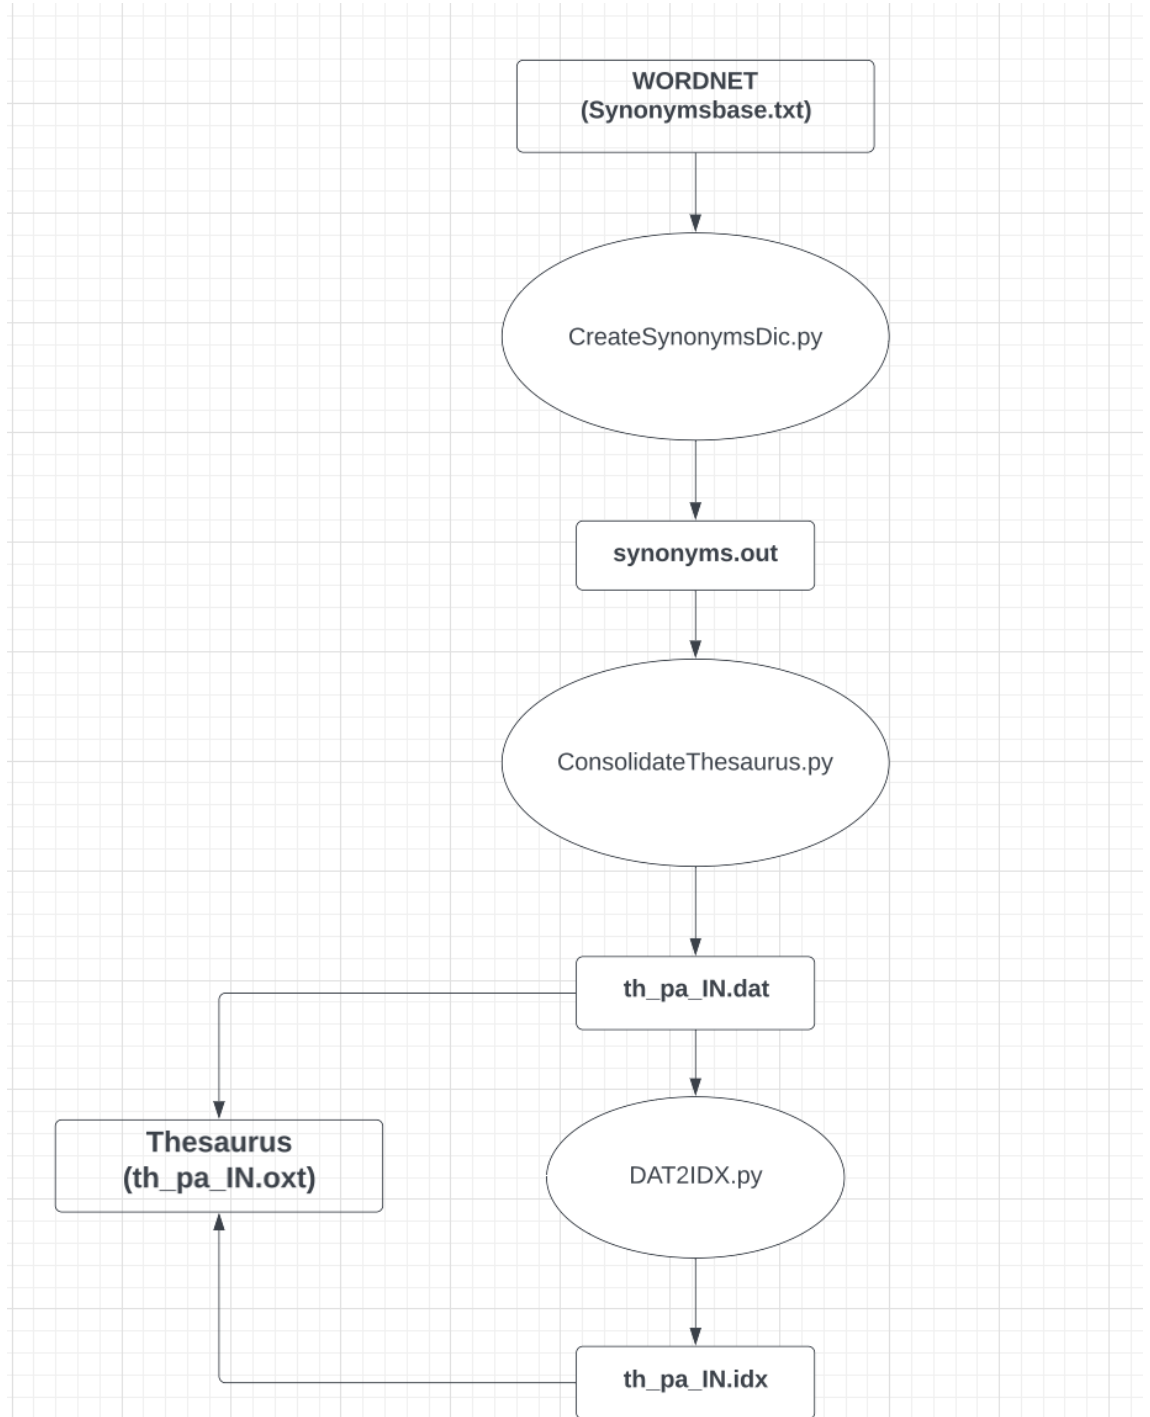 WORDNET
(Synonymsbase.txt)
CreateSynonymsDic.py
synonyms.out
ConsolidateThesaurus.py
th_pa_IN.dat
Thesaurus
(th_pa_IN.oxt)
DAT2IDX.py
th_pa_IN.idx